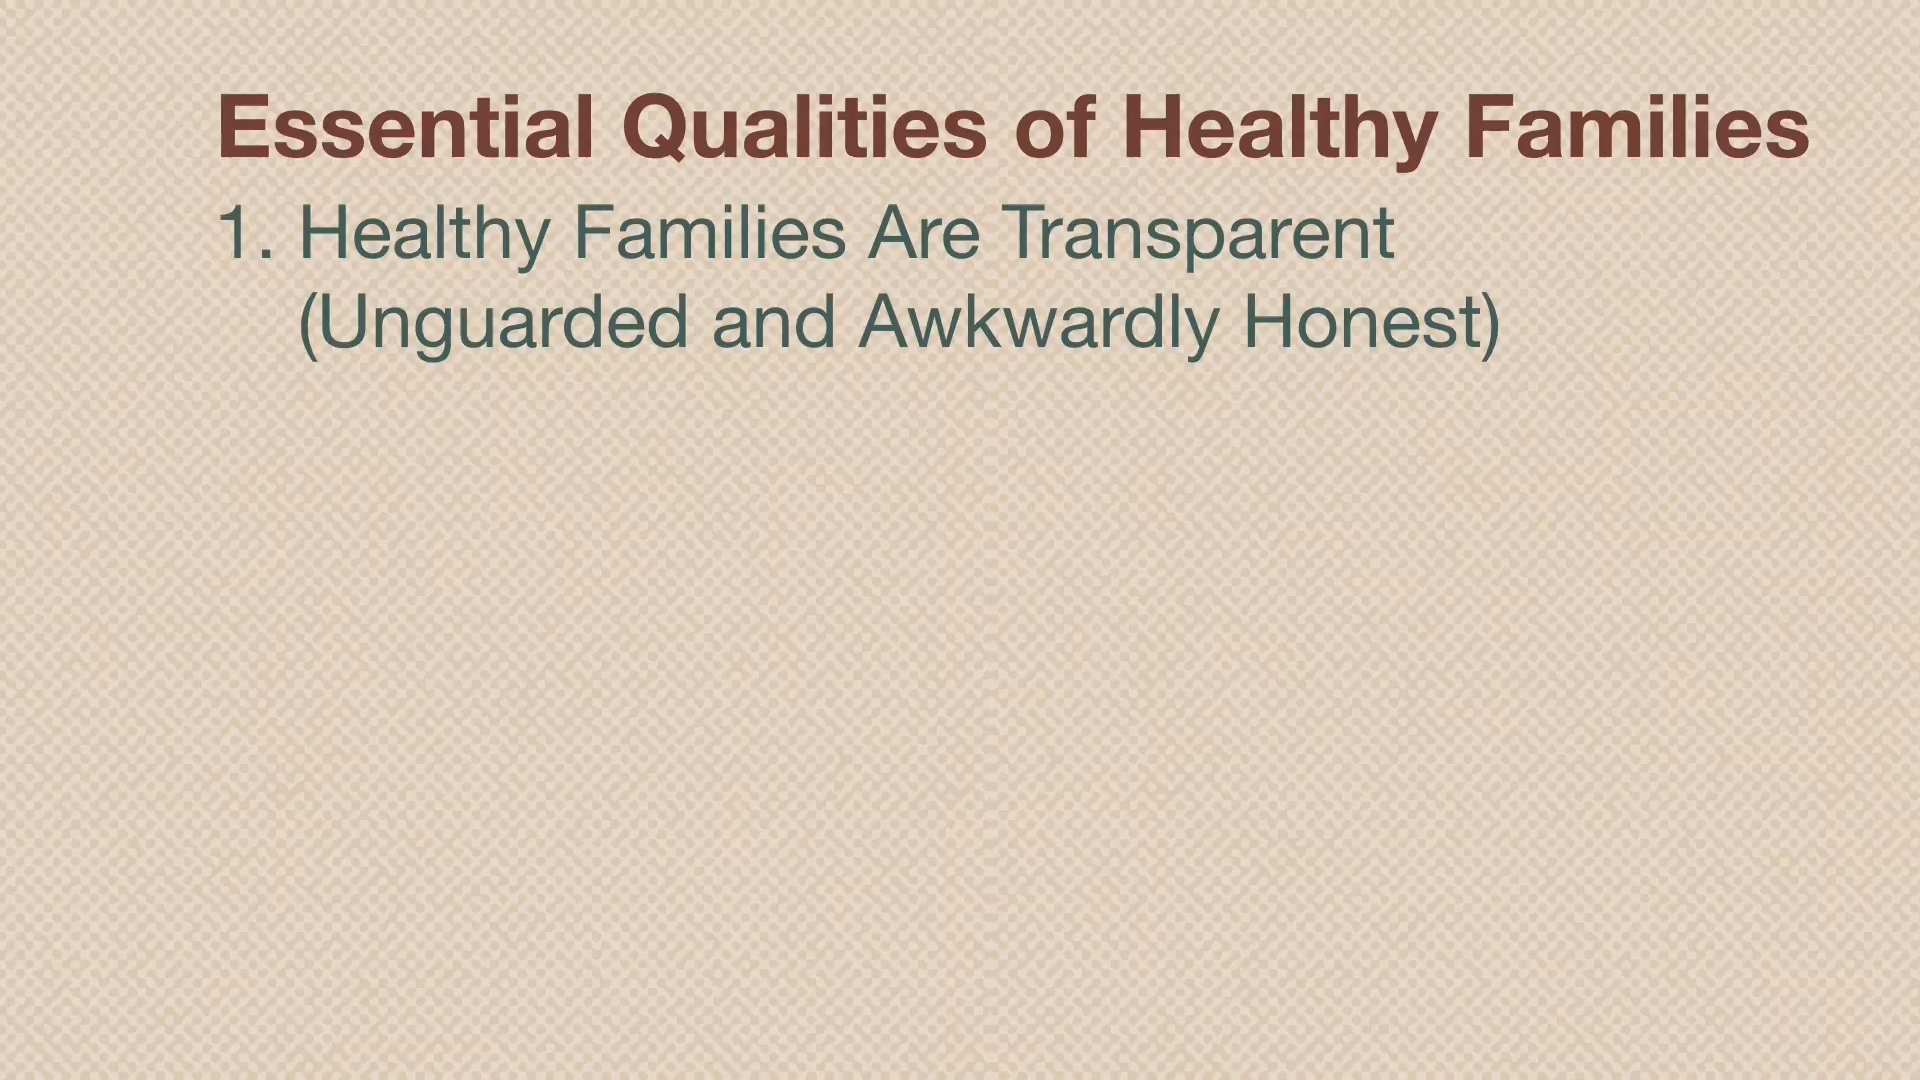 Essential Qualities of Healthy Families
1. Healthy Families Are Transparent
(Unguarded and Awkwardly Honest)